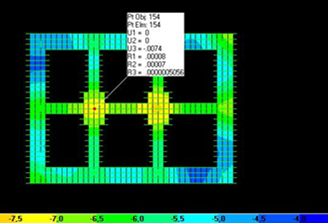 Pt Obj: 154
Pt Elm: 154
U1 = 0
U2 = 0
U3 = -.0074
R1 = .00008
R2 = .00007
R3 = .0000005056
-7,5 -7,0 -6,5 -6,0 -5,5 -5,0 -4,5